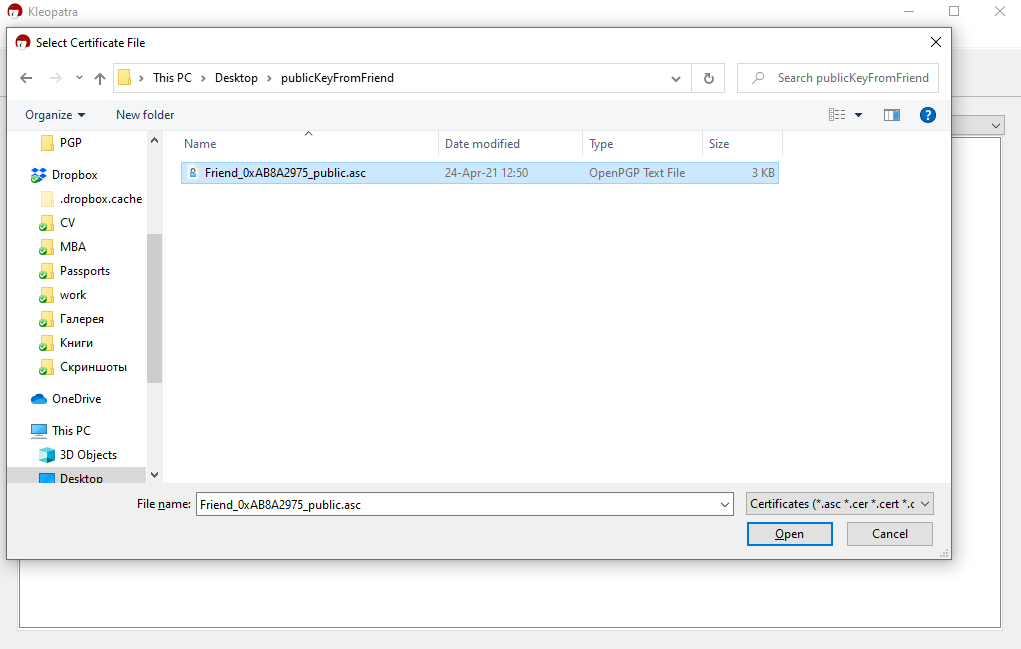 Kleopatra
Select Certificate File
This PC > Desktop > publicKeyFromFriend
Search publicKeyFromFriend
Organize
New folder
Name Date modified Type Size
Friend_0xAB8A2975_public.asc 24-Apr-21 12:50 OpenPGP Text File 3 KB
PGP
Dropbox
.dropbox.cache
CV
MBA
Passports
work
Галерея
Книги
Скриншоты
OneDrive
This PC
3D Objects
Desktop
File name: Friend_0xAB8A2975_public.asc
Certificates (*.asc *.cer *.cert *.c
Open
Cancel